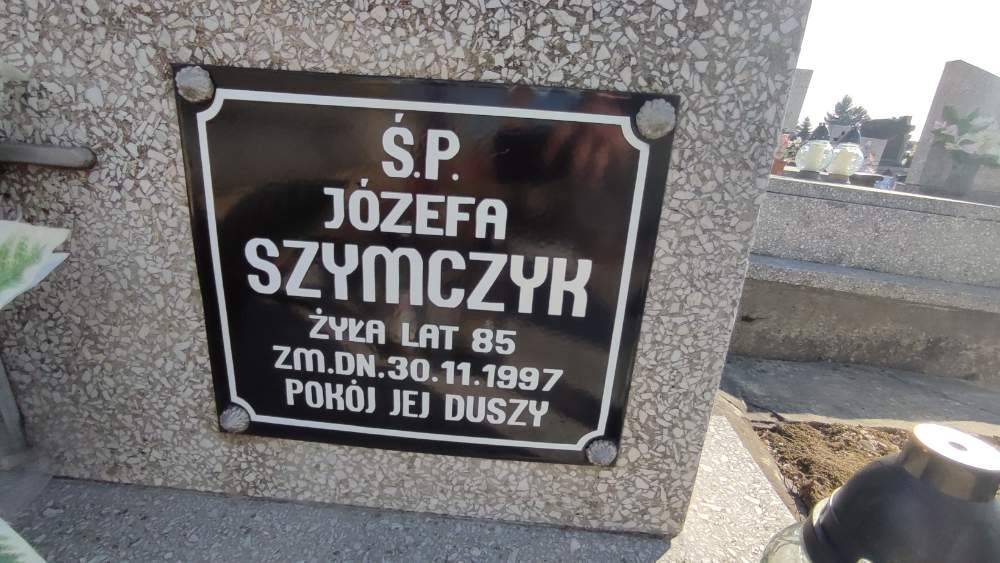 Ś.P.
JÓZEFA
SZYMCZYK
ŻYŁA LAT 85
ZM.DN.30.11.1997
POKÓJ JEJ DUSZY